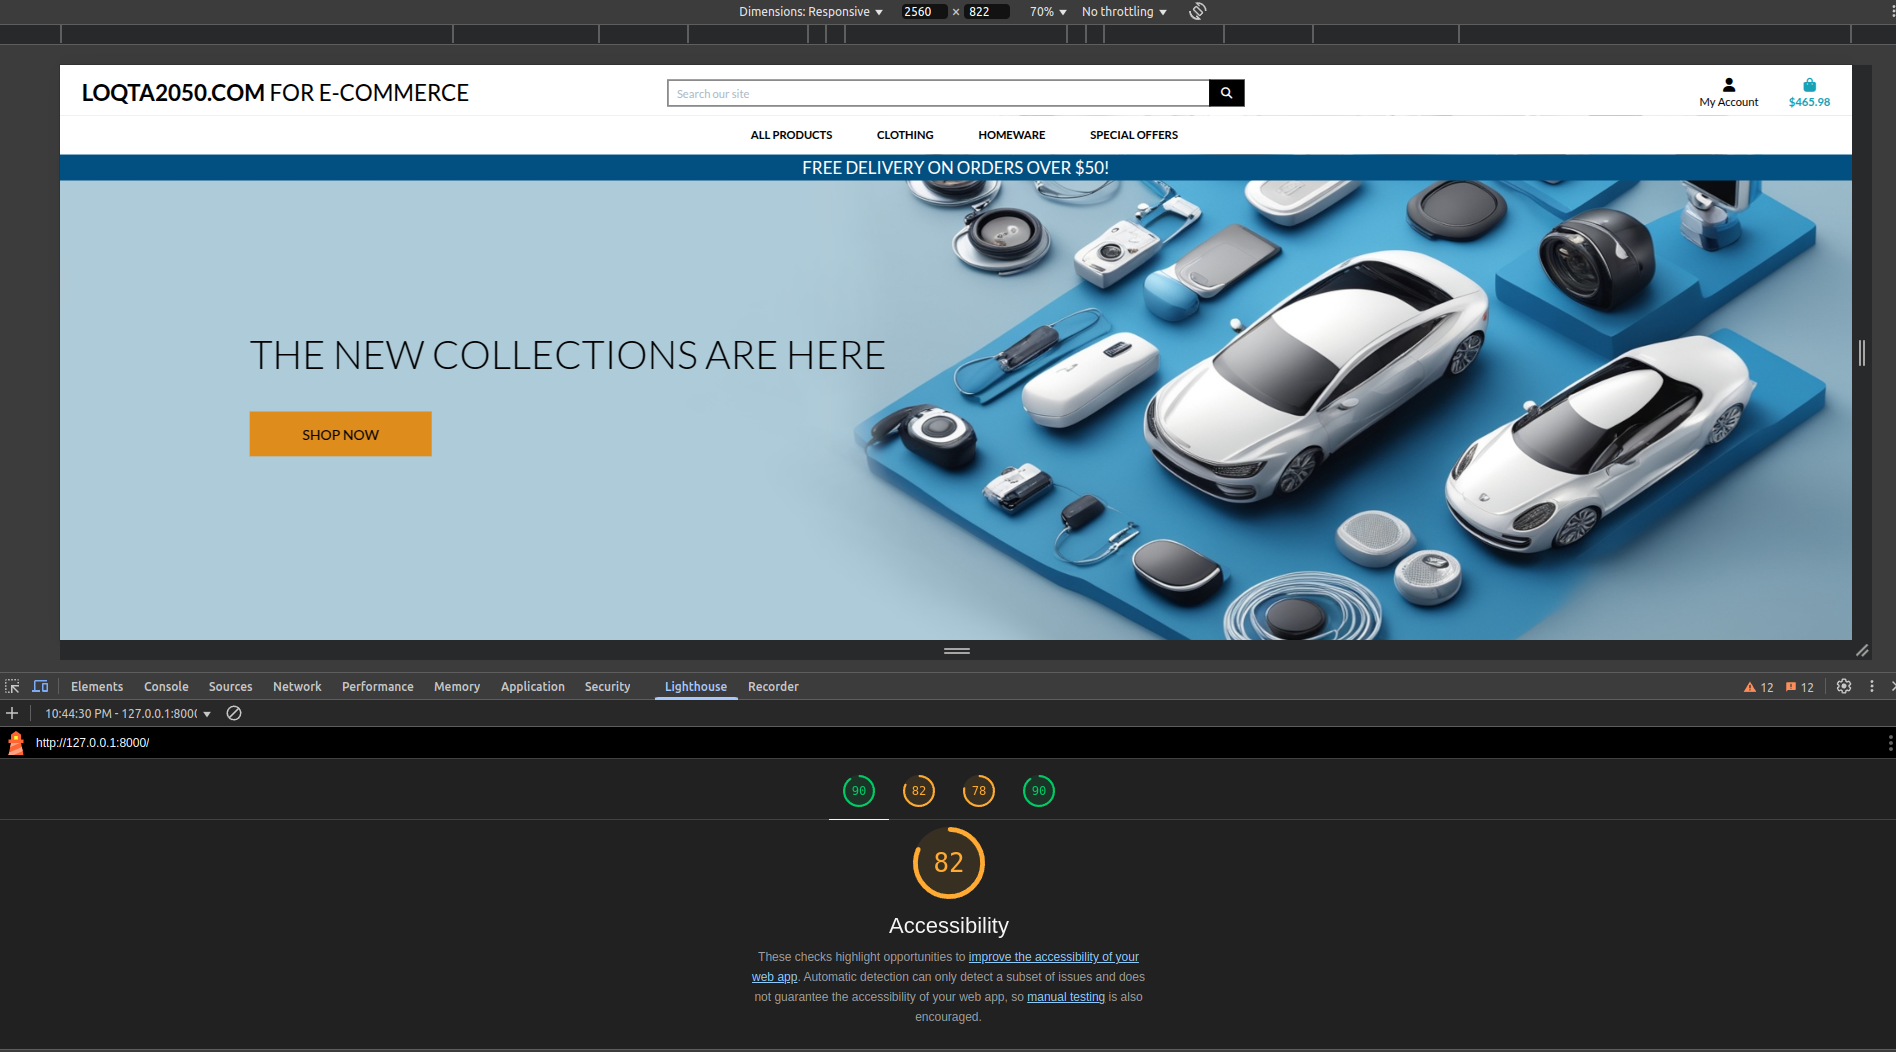 Dimensions: Responsive 2560 × 822 70% No throttling
LOQTA2050.COM FOR E-COMMERCE
Search our site
My Account
$465.98
ALL PRODUCTS CLOTHING HOMEWARE SPECIAL OFFERS
FREE DELIVERY ON ORDERS OVER $50!
THE NEW COLLECTIONS ARE HERE
SHOP NOW
Elements Console Sources Network Performance Memory Application Security Lighthouse Recorder 12 12
10:44:30 PM - 127.0.0.1:800
http://127.0.0.1:8000/
90 82 78 90
82
Accessibility
These checks highlight opportunities to improve the accessibility of your
web app. Automatic detection can only detect a subset of issues and does
not guarantee the accessibility of your web app, so manual testing is also
encouraged.